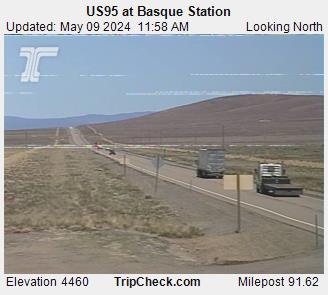 US95 at Basque Station
Updated: May 09 2024 11:58 AM Looking North
Elevation 4460 TripCheck.com Milepost 91.62